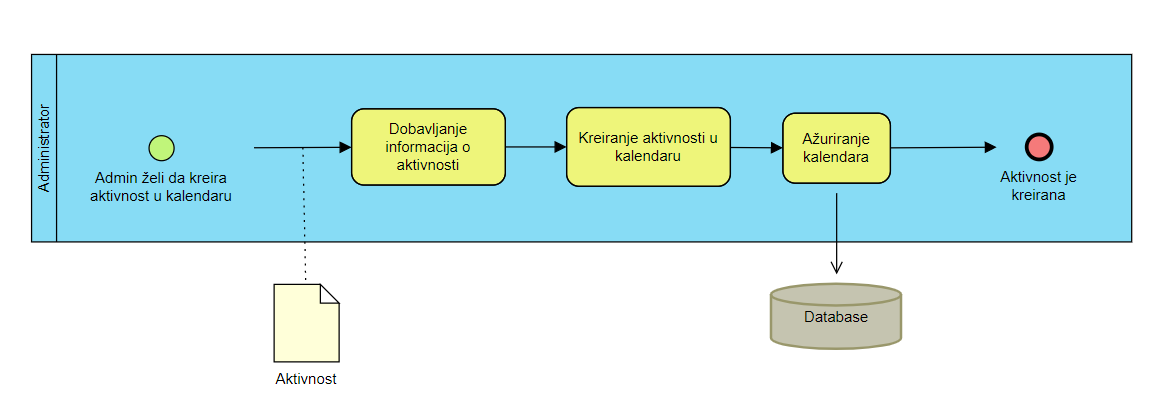 Administrator
Admin želi da kreira
aktivnost u kalendaru
Dobavljanje
informacija o
aktivnosti
Kreiranje aktivnosti u
kalendaru
Ažuriranje
kalendara
Aktivnost je
kreirana
Aktivnost
Database